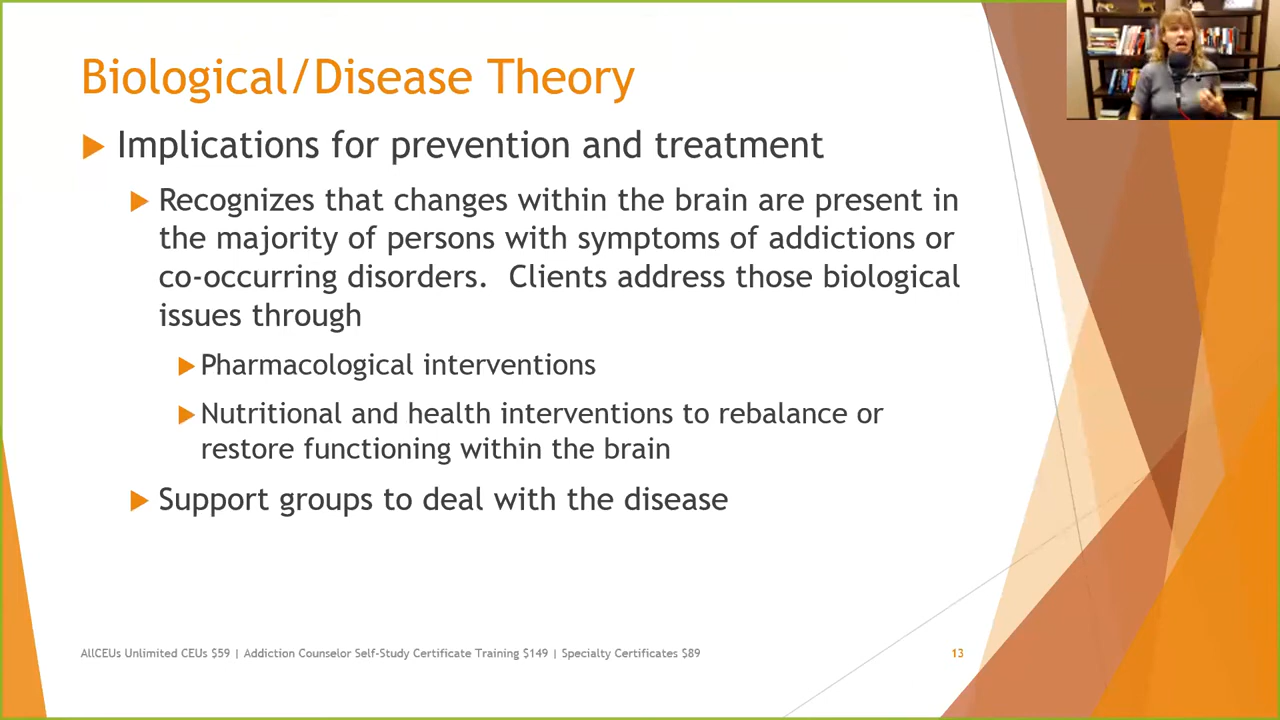 Biological/Disease Theory
Implications for prevention and treatment
Recognizes that changes within the brain are present in
the majority of persons with symptoms of addictions or
co-occurring disorders.  Clients address those biological
issues through
Pharmacological interventions
Nutritional and health interventions to rebalance or
restore functioning within the brain
Support groups to deal with the disease
AllCEUs Unlimited CEUs $59 | Addiction Counselor Self-Study Certificate Training $149 | Specialty Certificates $89
13